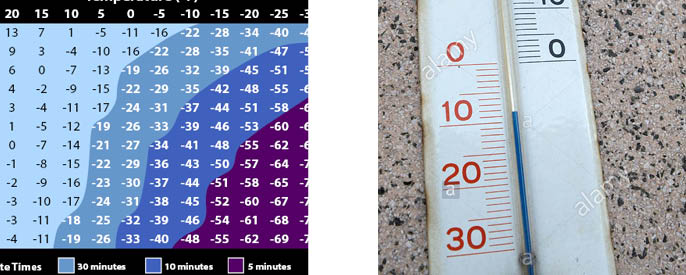 20 15 10 5 0 -5 -10 -15 -20 -25
13 7 1 -5 -11 -16 -22 -28 -34 -40
9 3 -4 -10 -16 -22 -28 -35 -41 -47
6 0 -7 -13 -19 -26 -32 -39 -45 -51
4 -2 -9 -15 -22 -29 -35 -42 -48 -55
3 -4 -11 -17 -24 -31 -37 -44 -51 -58
1 -5 -12 -19 -26 -33 -39 -46 -53 -60
0 -7 -14 -21 -27 -34 -41 -48 -55 -62
-1 -8 -15 -22 -29 -36 -43 -50 -57 -64
-2 -9 -16 -23 -30 -37 -44 -51 -58 -65
-3 -10 -17 -24 -31 -38 -45 -52 -60 -67
-3 -11 -18 -25 -32 -39 -46 -54 -61 -68
-4 -11 -19 -26 -33 -40 -48 -55 -62 -69
Times 30 minutes 10 minutes 5 minutes
10
0 0
10
20
30
alamy
a
a
alamy